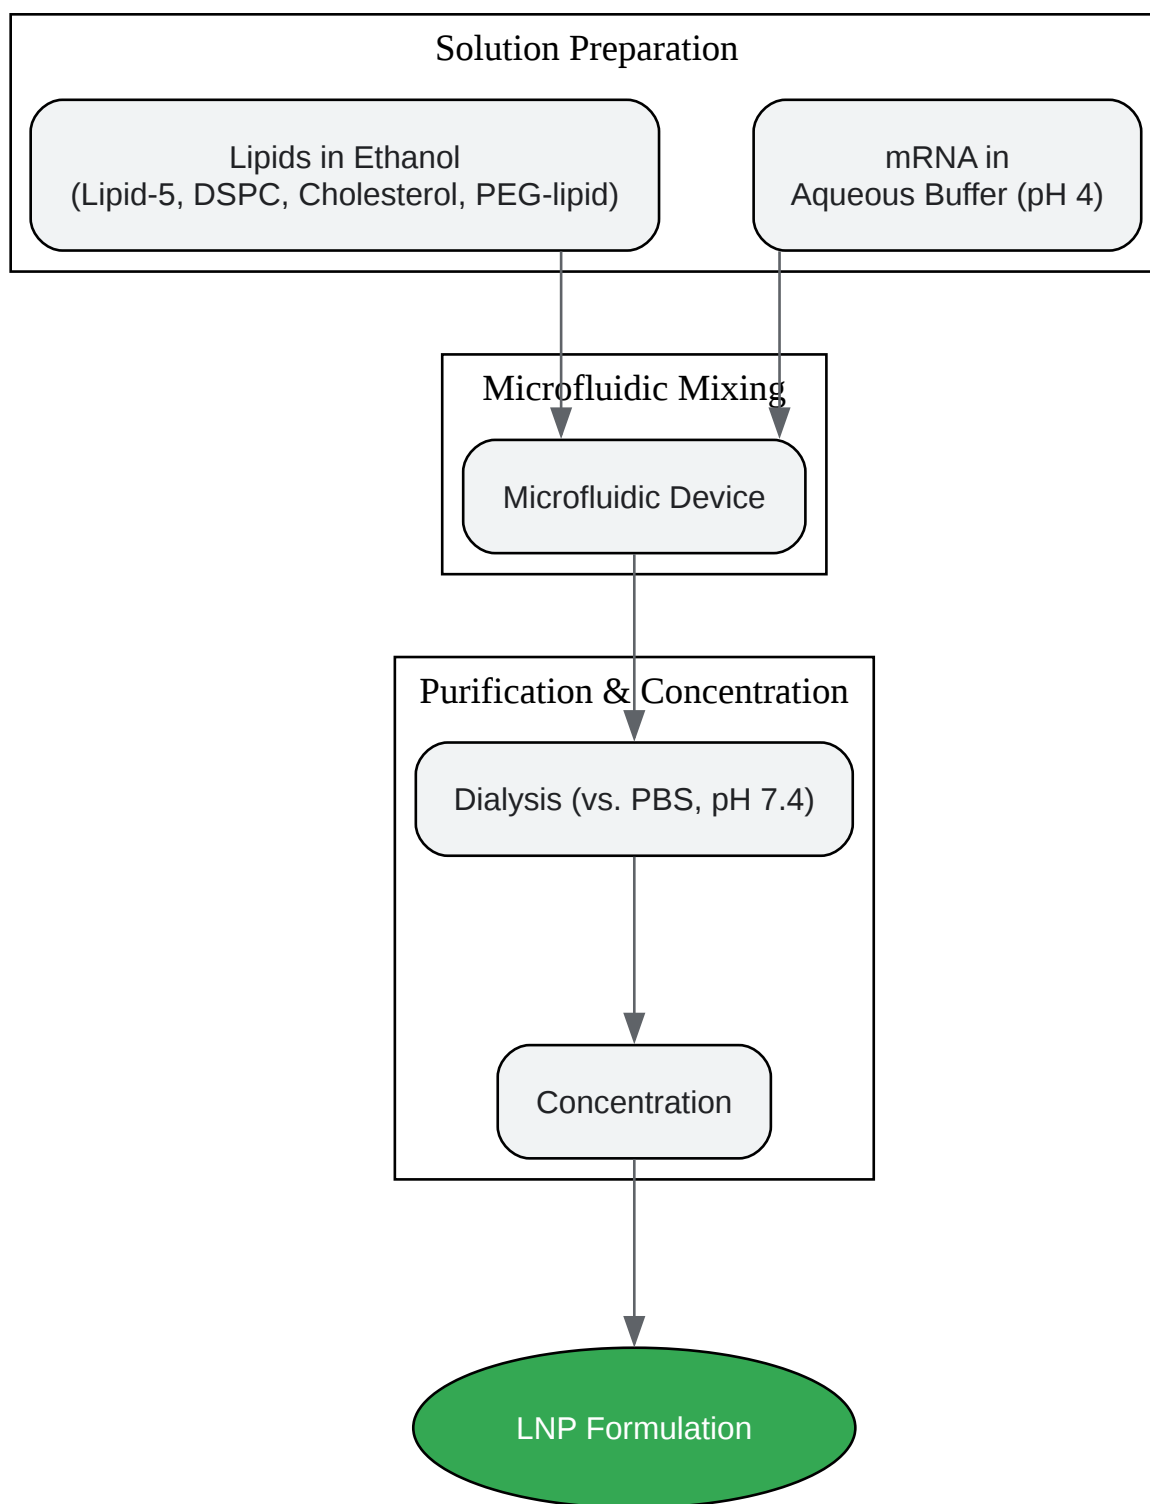 Solution Preparation
Lipids in Ethanol
(Lipid-5, DSPC, Cholesterol, PEG-lipid)
mRNA in
Aqueous Buffer (pH 4)
Microfluidic Mixing
Microfluidic Device
Purification & Concentration
Dialysis (vs. PBS, pH 7.4)
Concentration
LNP Formulation